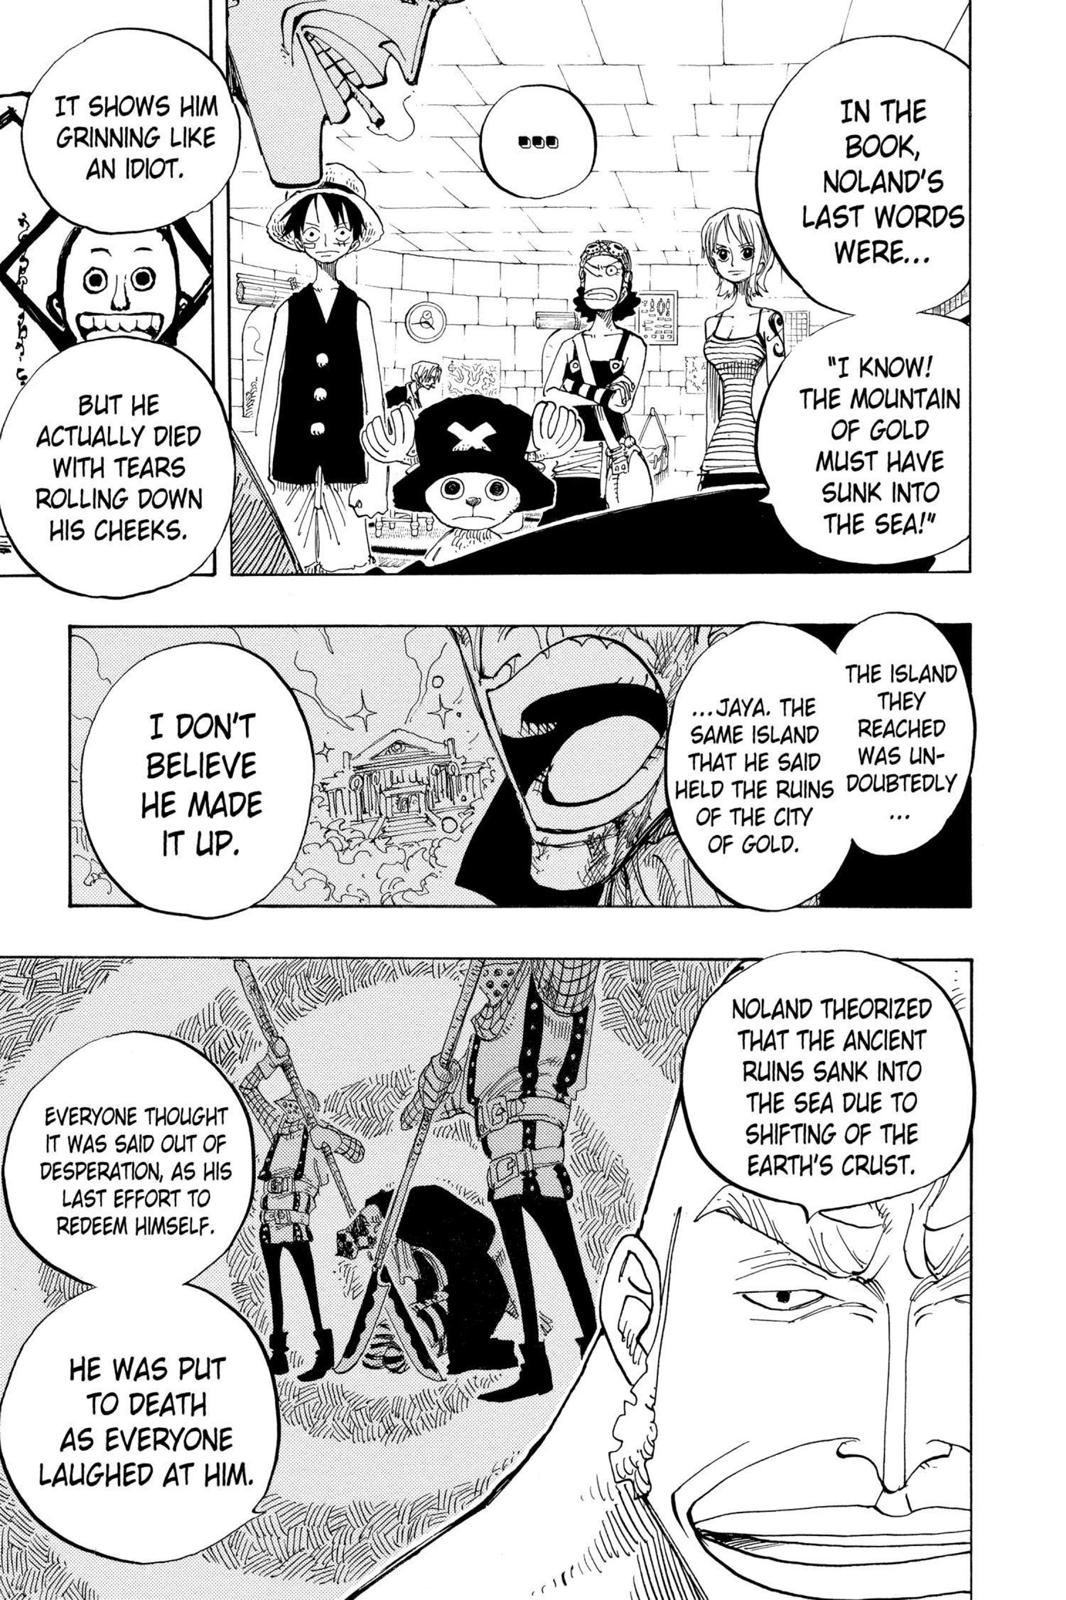 IN THE
BOOK,
NOLAND'S
LAST WORDS
WERE...
"I KNOW!
THE MOUNTAIN
OF GOLD
MUST HAVE
SUNK INTO
THE SEA!"
...
IT SHOWS HIM
GRINNING LIKE
AN IDIOT.
BUT HE
ACTUALLY DIED
WITH TEARS
ROLLING DOWN
HIS CHEEKS.
THE ISLAND
THEY
REACHED
WAS UN-
DOUBTEDLY
...
...JAYA. THE
SAME ISLAND
THAT HE SAID
HELD THE RUINS
OF THE CITY
OF GOLD.
I DON'T
BELIEVE
HE MADE
IT UP.
NOLAND THEORIZED
THAT THE ANCIENT
RUINS SANK INTO
THE SEA DUE TO
SHIFTING OF THE
EARTH'S CRUST.
EVERYONE THOUGHT
IT WAS SAID OUT OF
DESPERATION, AS HIS
LAST EFFORT TO
REDEEM HIMSELF.
HE WAS PUT
TO DEATH
AS EVERYONE
LAUGHED AT HIM.